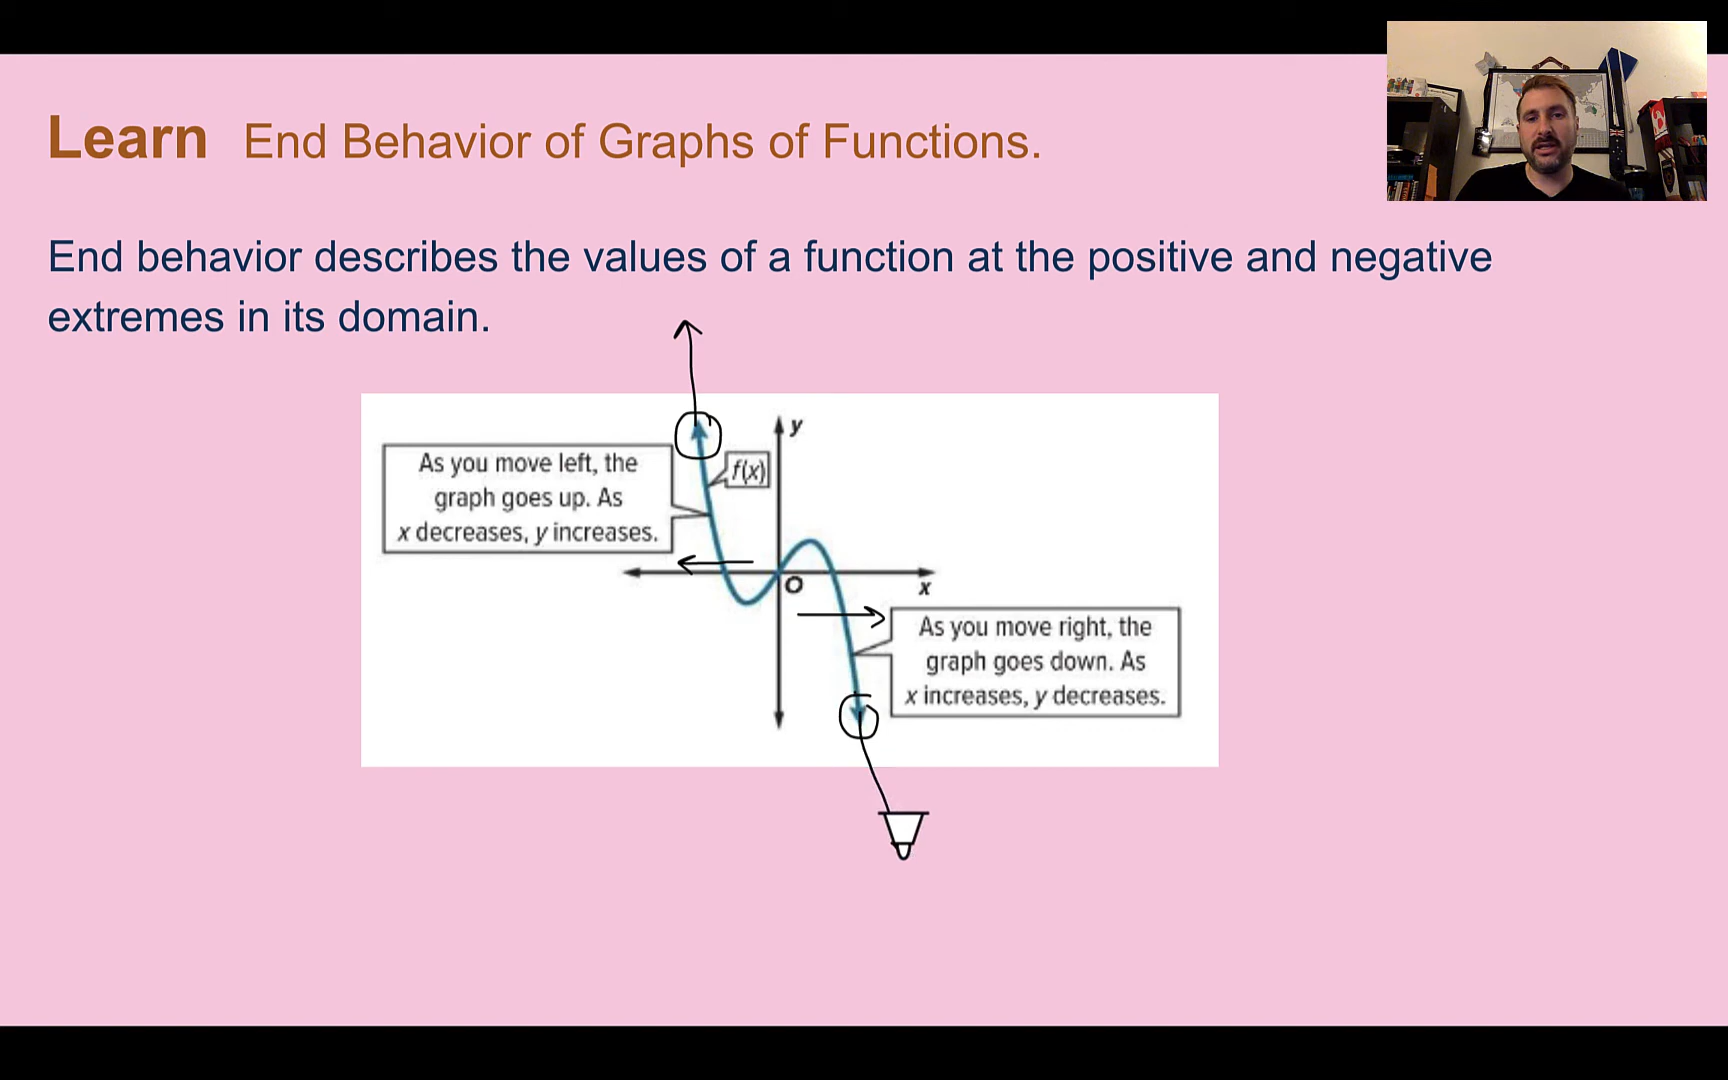 Learn End Behavior of Graphs of Functions.
End behavior describes the values of a function at the positive and negative
extremes in its domain.
y
As you move left, the
graph goes up. As
x decreases, y increases.
f(x)
O
x
As you move right, the
graph goes down. As
x increases, y decreases.